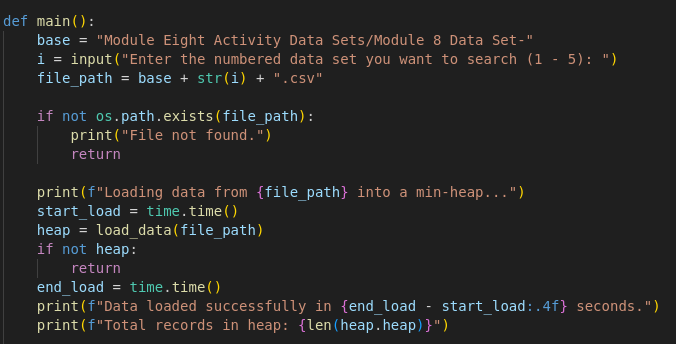 def main():
    base = "Module Eight Activity Data Sets/Module 8 Data Set-"
    i = input("Enter the numbered data set you want to search (1 - 5): ")
    file_path = base + str(i) + ".csv"

    if not os.path.exists(file_path):
        print("File not found.")
        return

    print(f"Loading data from {file_path} into a min-heap...")
    start_load = time.time()
    heap = load_data(file_path)
    if not heap:
        return
    end_load = time.time()
    print(f"Data loaded successfully in {end_load - start_load:.4f} seconds.")
    print(f"Total records in heap: {len(heap.heap)}")